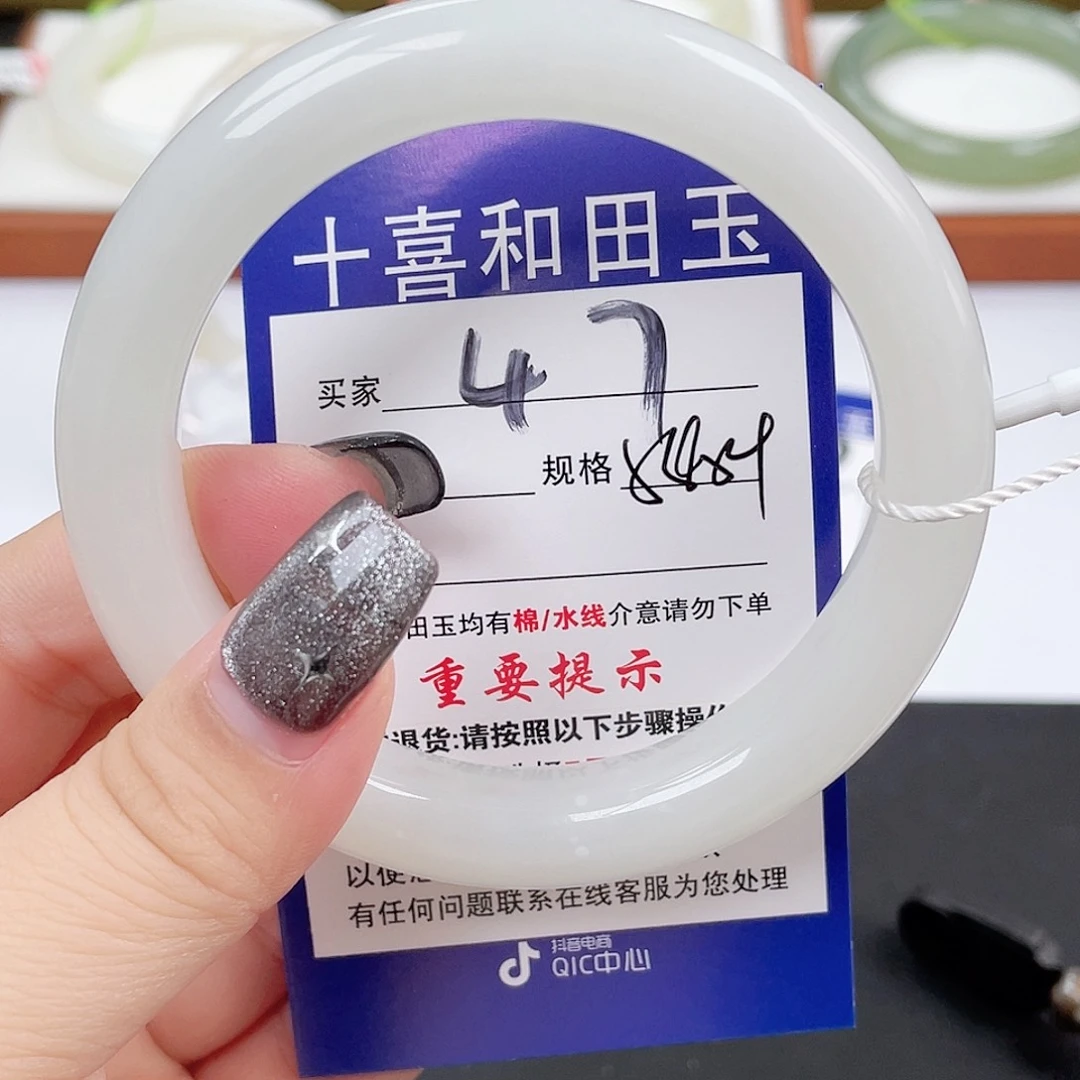 十喜和田玉
买家 47
规格
田玉均有棉/水线介意请勿下单
重要提示
退货:请按照以下步骤操作
以便
有任何问题联系在线客服为您处理
抖音电商
QIC中心